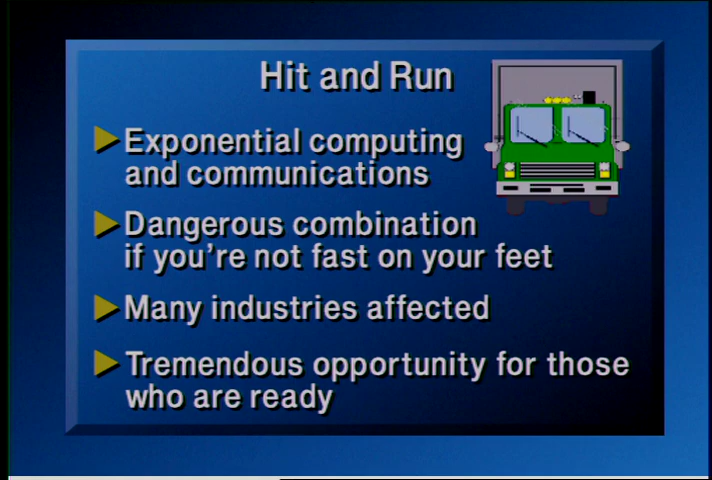 Hit and Run
Exponential computing
and communications
Dangerous combination
if you're not fast on your feet
Many industries affected
Tremendous opportunity for those
who are ready